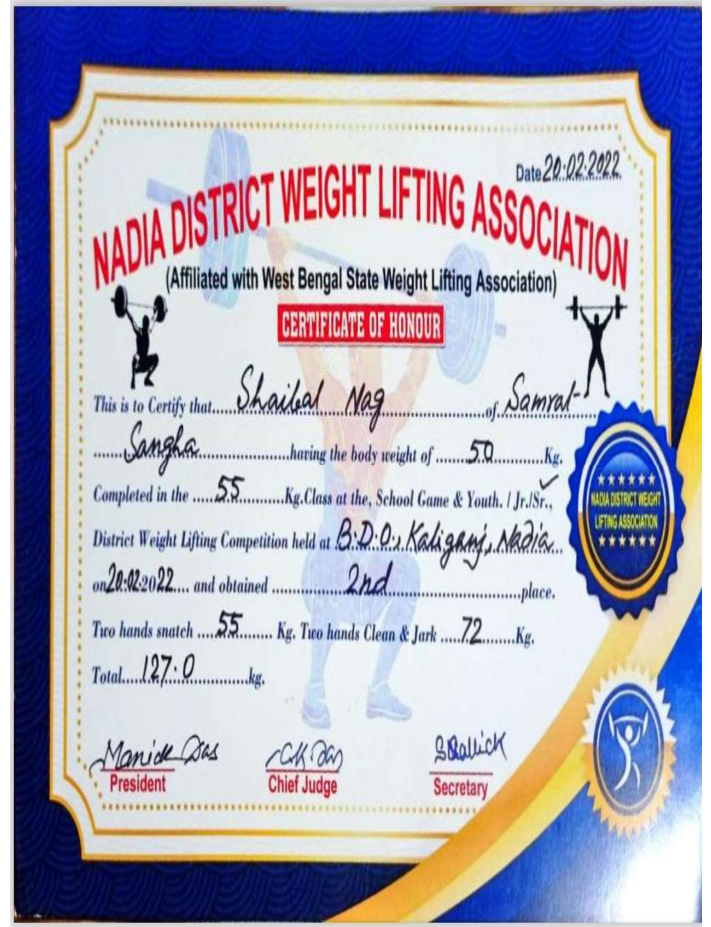 Date 20.02.2022
NADIA DISTRICT WEIGHT LIFTING ASSOCIATION
(Affiliated with West Bengal State Weight Lifting Association)
CERTIFICATE OF HONOUR
This is to Certify that......Shaibal Nag......of. Samrat
......Sangha......having the body weight of ......50......Kg.
Completed in the ......55......Kg.Class at the, School Game & Youth. / Jr./Sr., ✓
District Weight Lifting Competition held at B.D.O., Kaliganj, Nadia
on 20.02.2022.... and obtained ......2nd......place.
Two hands snatch ......55...... Kg. Two hands Clean & Jark ......72......Kg.
Total......127.0......kg.
NADIA DISTRICT WEIGHT
LIFTING ASSOCIATION
Manick Das
President
Chief Judge
Secretary